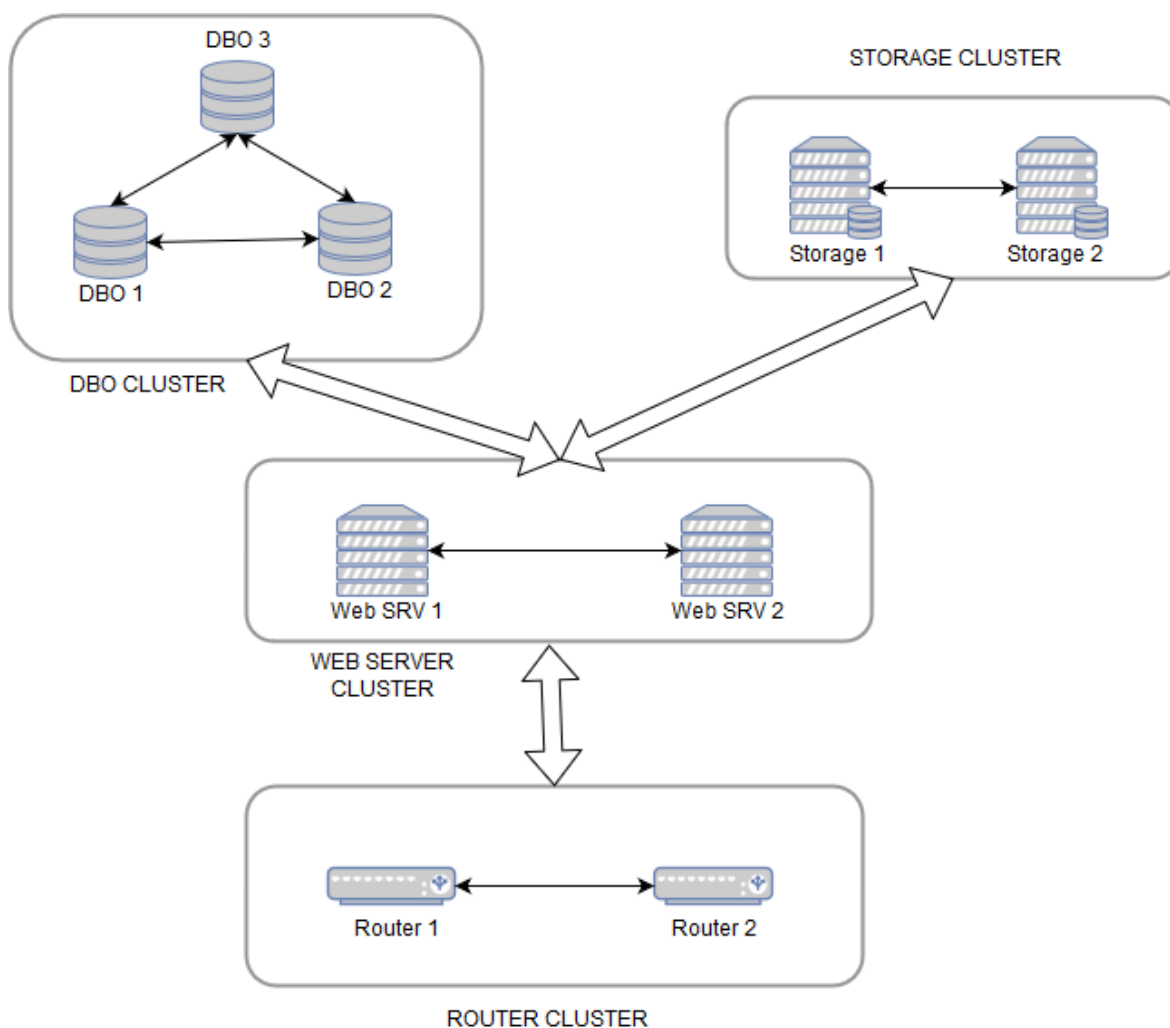 DBO 3
STORAGE CLUSTER
Storage 1
Storage 2
DBO 1
DBO 2
DBO CLUSTER
Web SRV 1
Web SRV 2
WEB SERVER
CLUSTER
Router 1
Router 2
ROUTER CLUSTER